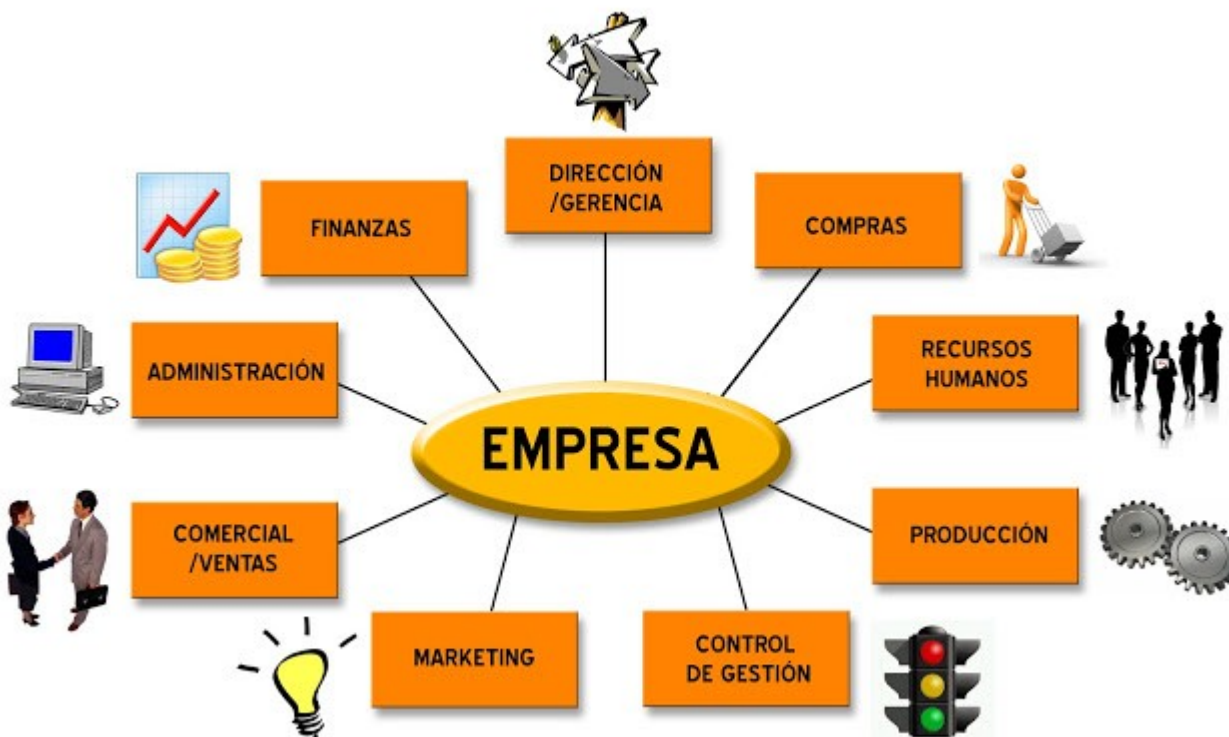 DIRECCIÓN
/GERENCIA
FINANZAS
COMPRAS
ADMINISTRACIÓN
RECURSOS
HUMANOS
EMPRESA
COMERCIAL
/VENTAS
PRODUCCIÓN
MARKETING
CONTROL
DE GESTIÓN